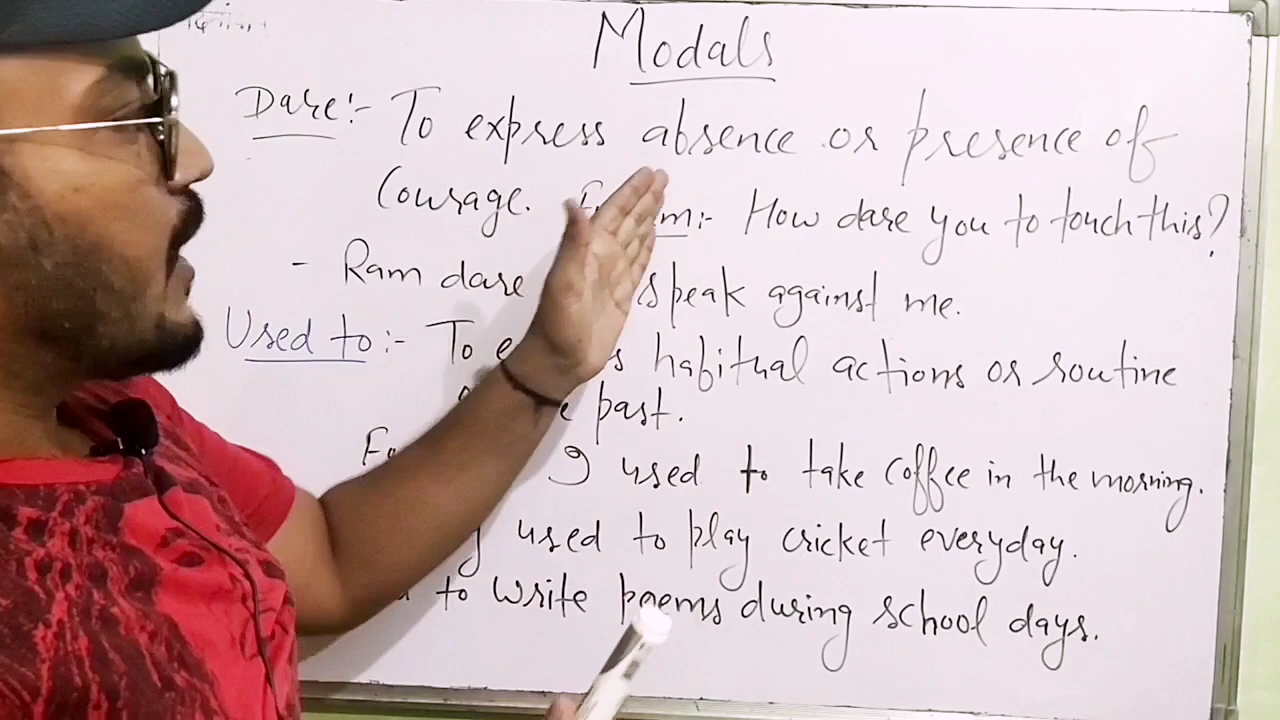 Modals
Dare:- To express absence or presence of
Courage. :- How dare you to touch this?
- Ram dare speak against me.
Used to:- To habitual actions or routine
past.
I used to take coffee in the morning.
used to play cricket everyday.
to write poems during school days.